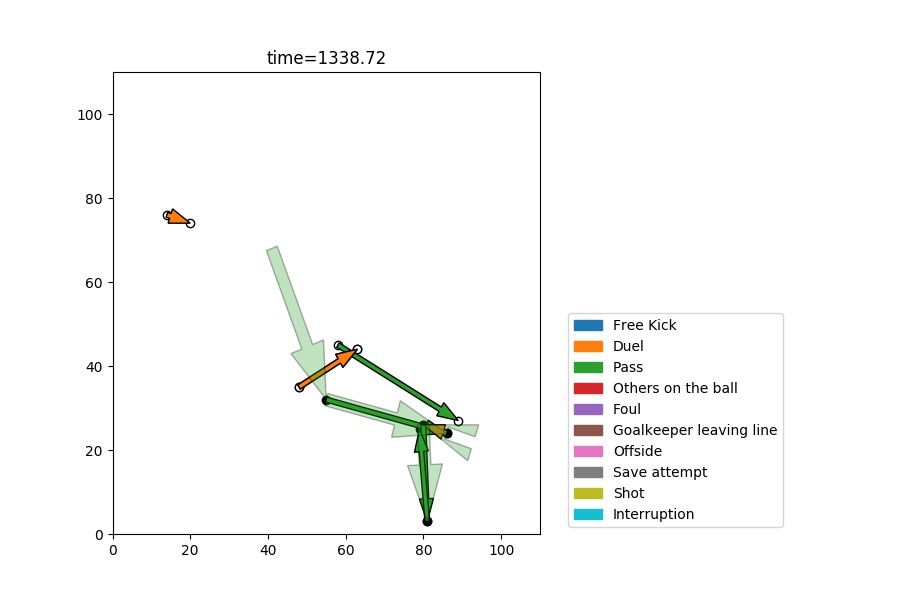 time=1338.72
100
80
60
40
20
0
0 20 40 60 80 100
Free Kick
Duel
Pass
Others on the ball
Foul
Goalkeeper leaving line
Offside
Save attempt
Shot
Interruption